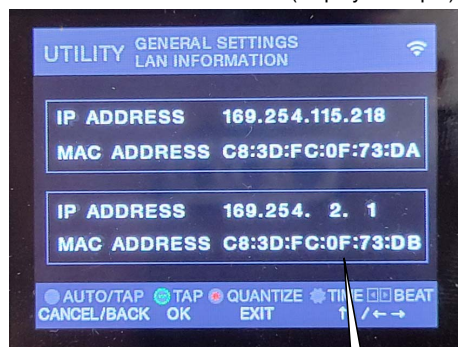 UTILITY GENERAL SETTINGS
LAN INFORMATION
IP ADDRESS 169.254.115.218
MAC ADDRESS C8:3D:FC:0F:73:DA
IP ADDRESS 169.254. 2. 1
MAC ADDRESS C8:3D:FC:0F:73:DB
AUTO/TAP TAP QUANTIZE TIME BEAT
CANCEL/BACK OK EXIT ↑ / ← →